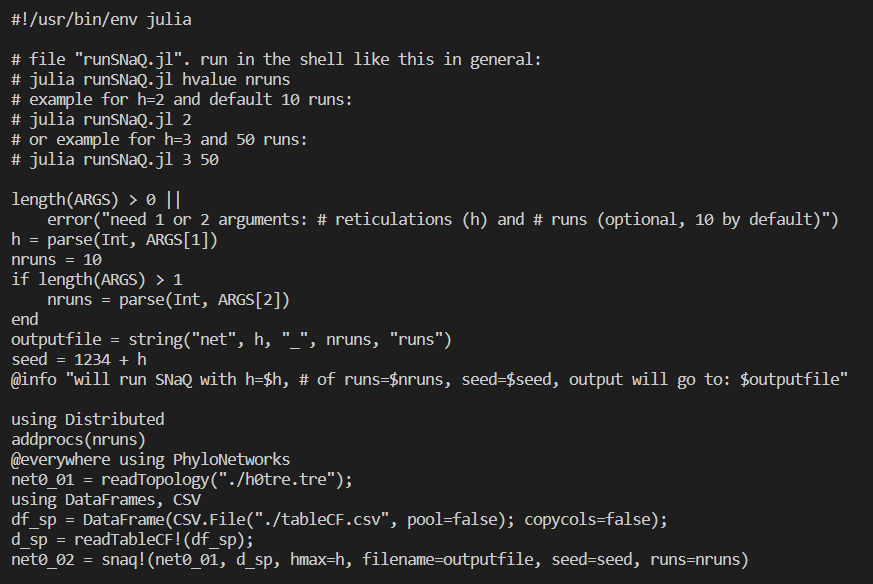 #!/usr/bin/env julia
# file "runSNaQ.jl". run in the shell like this in general:
# julia runSNaQ.jl hvalue nruns
# example for h=2 and default 10 runs:
# julia runSNaQ.jl 2
# or example for h=3 and 50 runs:
# julia runSNaQ.jl 3 50
length(ARGS) > 0 ||
    error("need 1 or 2 arguments: # reticulations (h) and # runs (optional, 10 by default)")
h = parse(Int, ARGS[1])
nruns = 10
if length(ARGS) > 1
    nruns = parse(Int, ARGS[2])
end
outputfile = string("net", h, "_", nruns, "runs")
seed = 1234 + h
@info "will run SNaQ with h=$h, # of runs=$nruns, seed=$seed, output will go to: $outputfile"
using Distributed
addprocs(nruns)
@everywhere using PhyloNetworks
net0_01 = readTopology("./h0tre.tre");
using DataFrames, CSV
df_sp = DataFrame(CSV.File("./tableCF.csv", pool=false); copycols=false);
d_sp = readTableCF!(df_sp);
net0_02 = snaq!(net0_01, d_sp, hmax=h, filename=outputfile, seed=seed, runs=nruns)